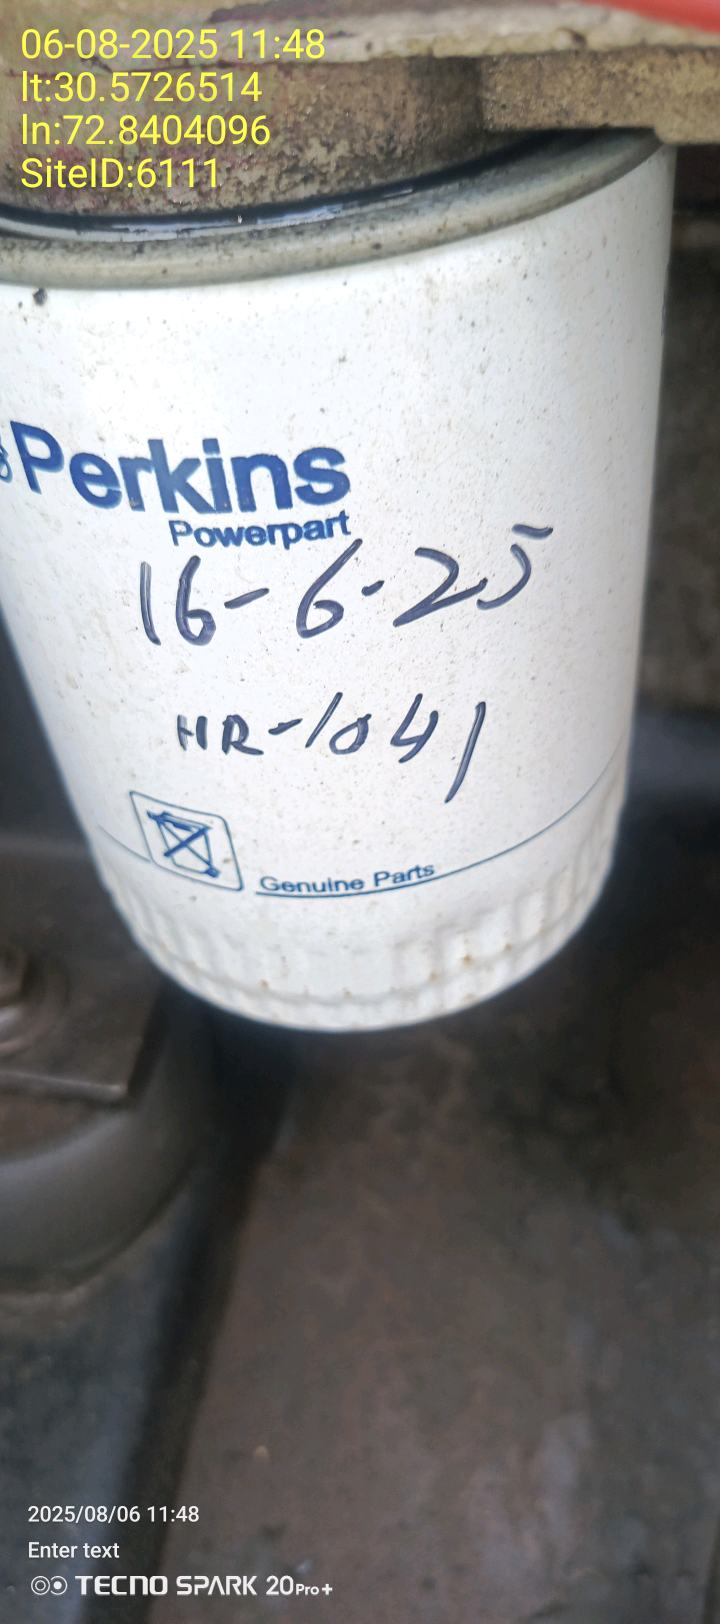 06-08-2025 11:48
lt:30.5726514
ln:72.8404096
SiteID:6111
Perkins
Powerpart
16-6-25
HR-1041
Genuine Parts
2025/08/06 11:48
Enter text
TECNO SPARK 20Pro+